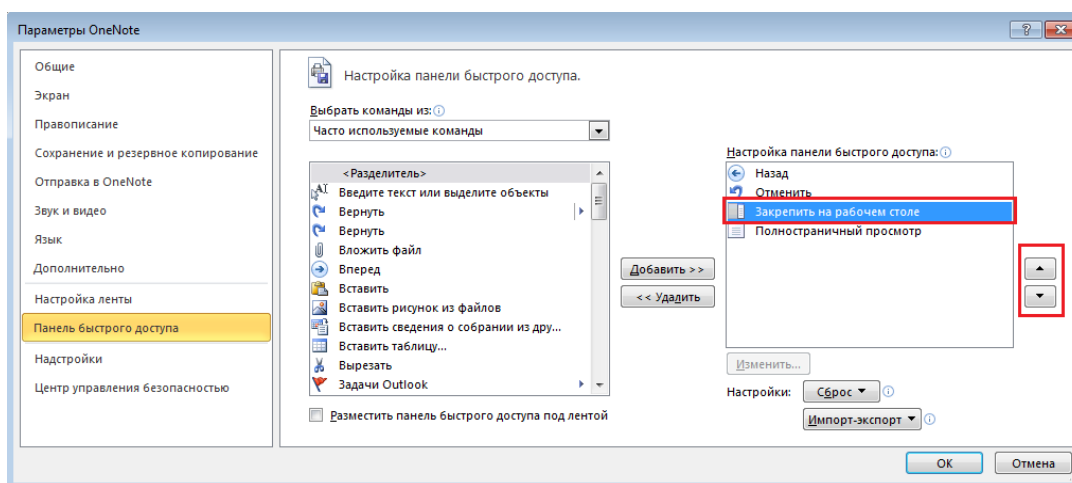 Параметры OneNote
Общие
Экран
Правописание
Сохранение и резервное копирование
Отправка в OneNote
Звук и видео
Язык
Дополнительно
Настройка ленты
Панель быстрого доступа
Надстройки
Центр управления безопасностью
Настройка панели быстрого доступа.
Выбрать команды из:
Часто используемые команды
<Разделитель>
Введите текст или выделите объекты
Вернуть
Вернуть
Вложить файл
Вперед
Вставить
Вставить рисунок из файлов
Вставить сведения о собрании из дру...
Вставить таблицу...
Вырезать
Задачи Outlook
Разместить панель быстрого доступа под лентой
Добавить >>
<< Удалить
Настройка панели быстрого доступа:
Назад
Отменить
Закрепить на рабочем столе
Полностраничный просмотр
Изменить...
Настройки: Сброс
Импорт-экспорт
ОК Отмена